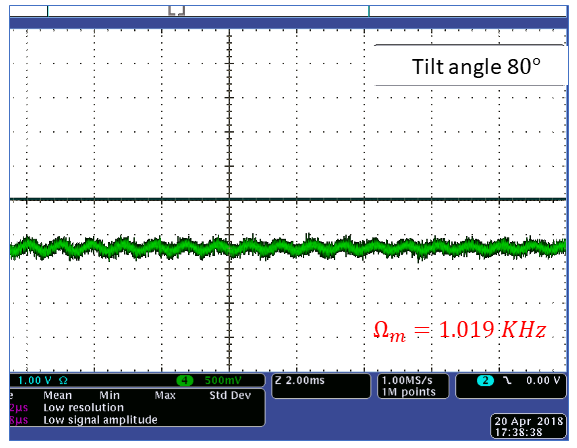 Tilt angle 80°
Ωₘ = 1.019 KHz
1.00 V Ω 4 500mV Z 2.00ms 1.00MS/s 2 0.00 V
1M points
Mean Min Max Std Dev
2µs Low resolution
8µs Low signal amplitude
20 Apr 2018
17:38:38